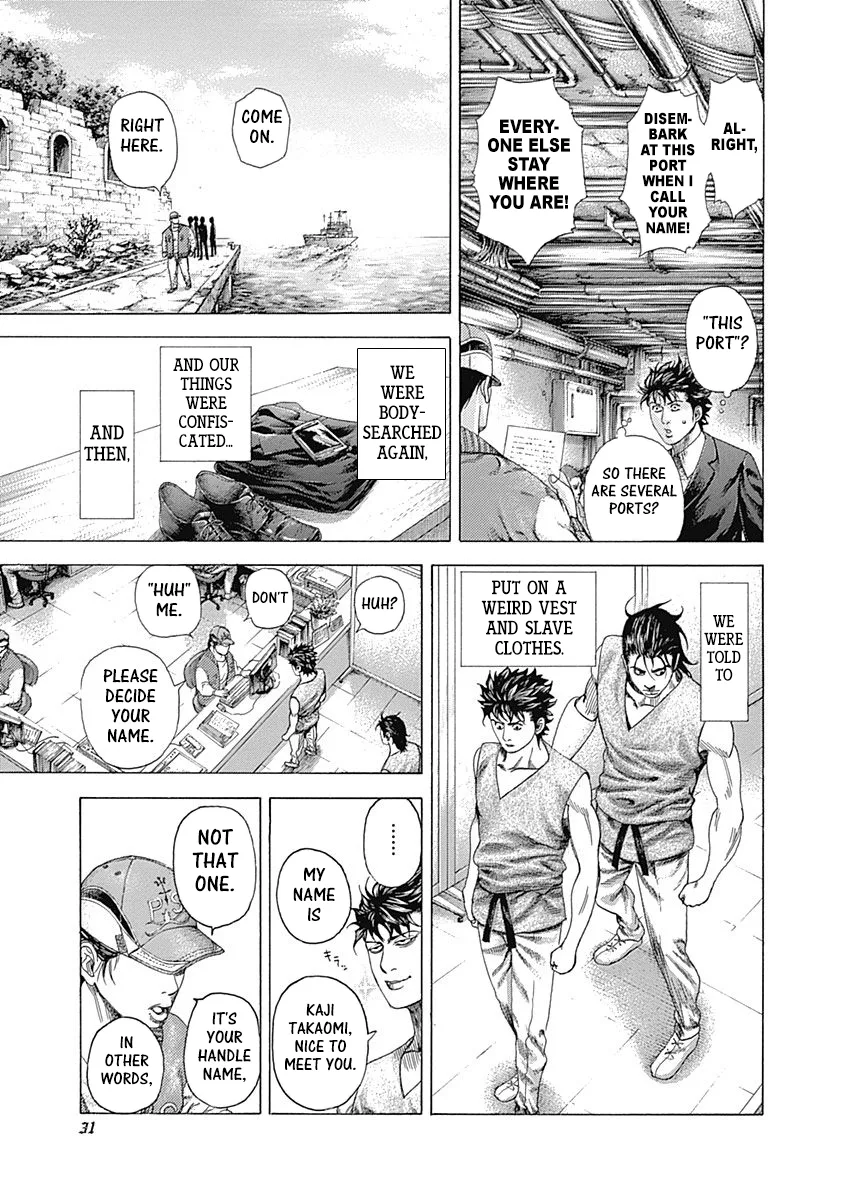 AL-
RIGHT,
DISEM-
BARK
AT THIS
PORT
WHEN I
CALL
YOUR
NAME!
EVERY-
ONE ELSE
STAY
WHERE
YOU ARE!
"THIS
PORT"?
SO THERE
ARE SEVERAL
PORTS?
COME
ON.
RIGHT
HERE.
WE
WERE
BODY-
SEARCHED
AGAIN,
AND OUR
THINGS
WERE
CONFIS-
CATED...
AND
THEN,
WE
WERE
TOLD
TO
PUT ON A
WEIRD VEST
AND SLAVE
CLOTHES.
HUH?
DON'T
"HUH"
ME.
PLEASE
DECIDE
YOUR
NAME.
......
MY
NAME
IS
KAJI
TAKAOMI,
NICE TO
MEET YOU.
NOT
THAT
ONE.
IT'S
YOUR
HANDLE
NAME,
IN
OTHER
WORDS,
31